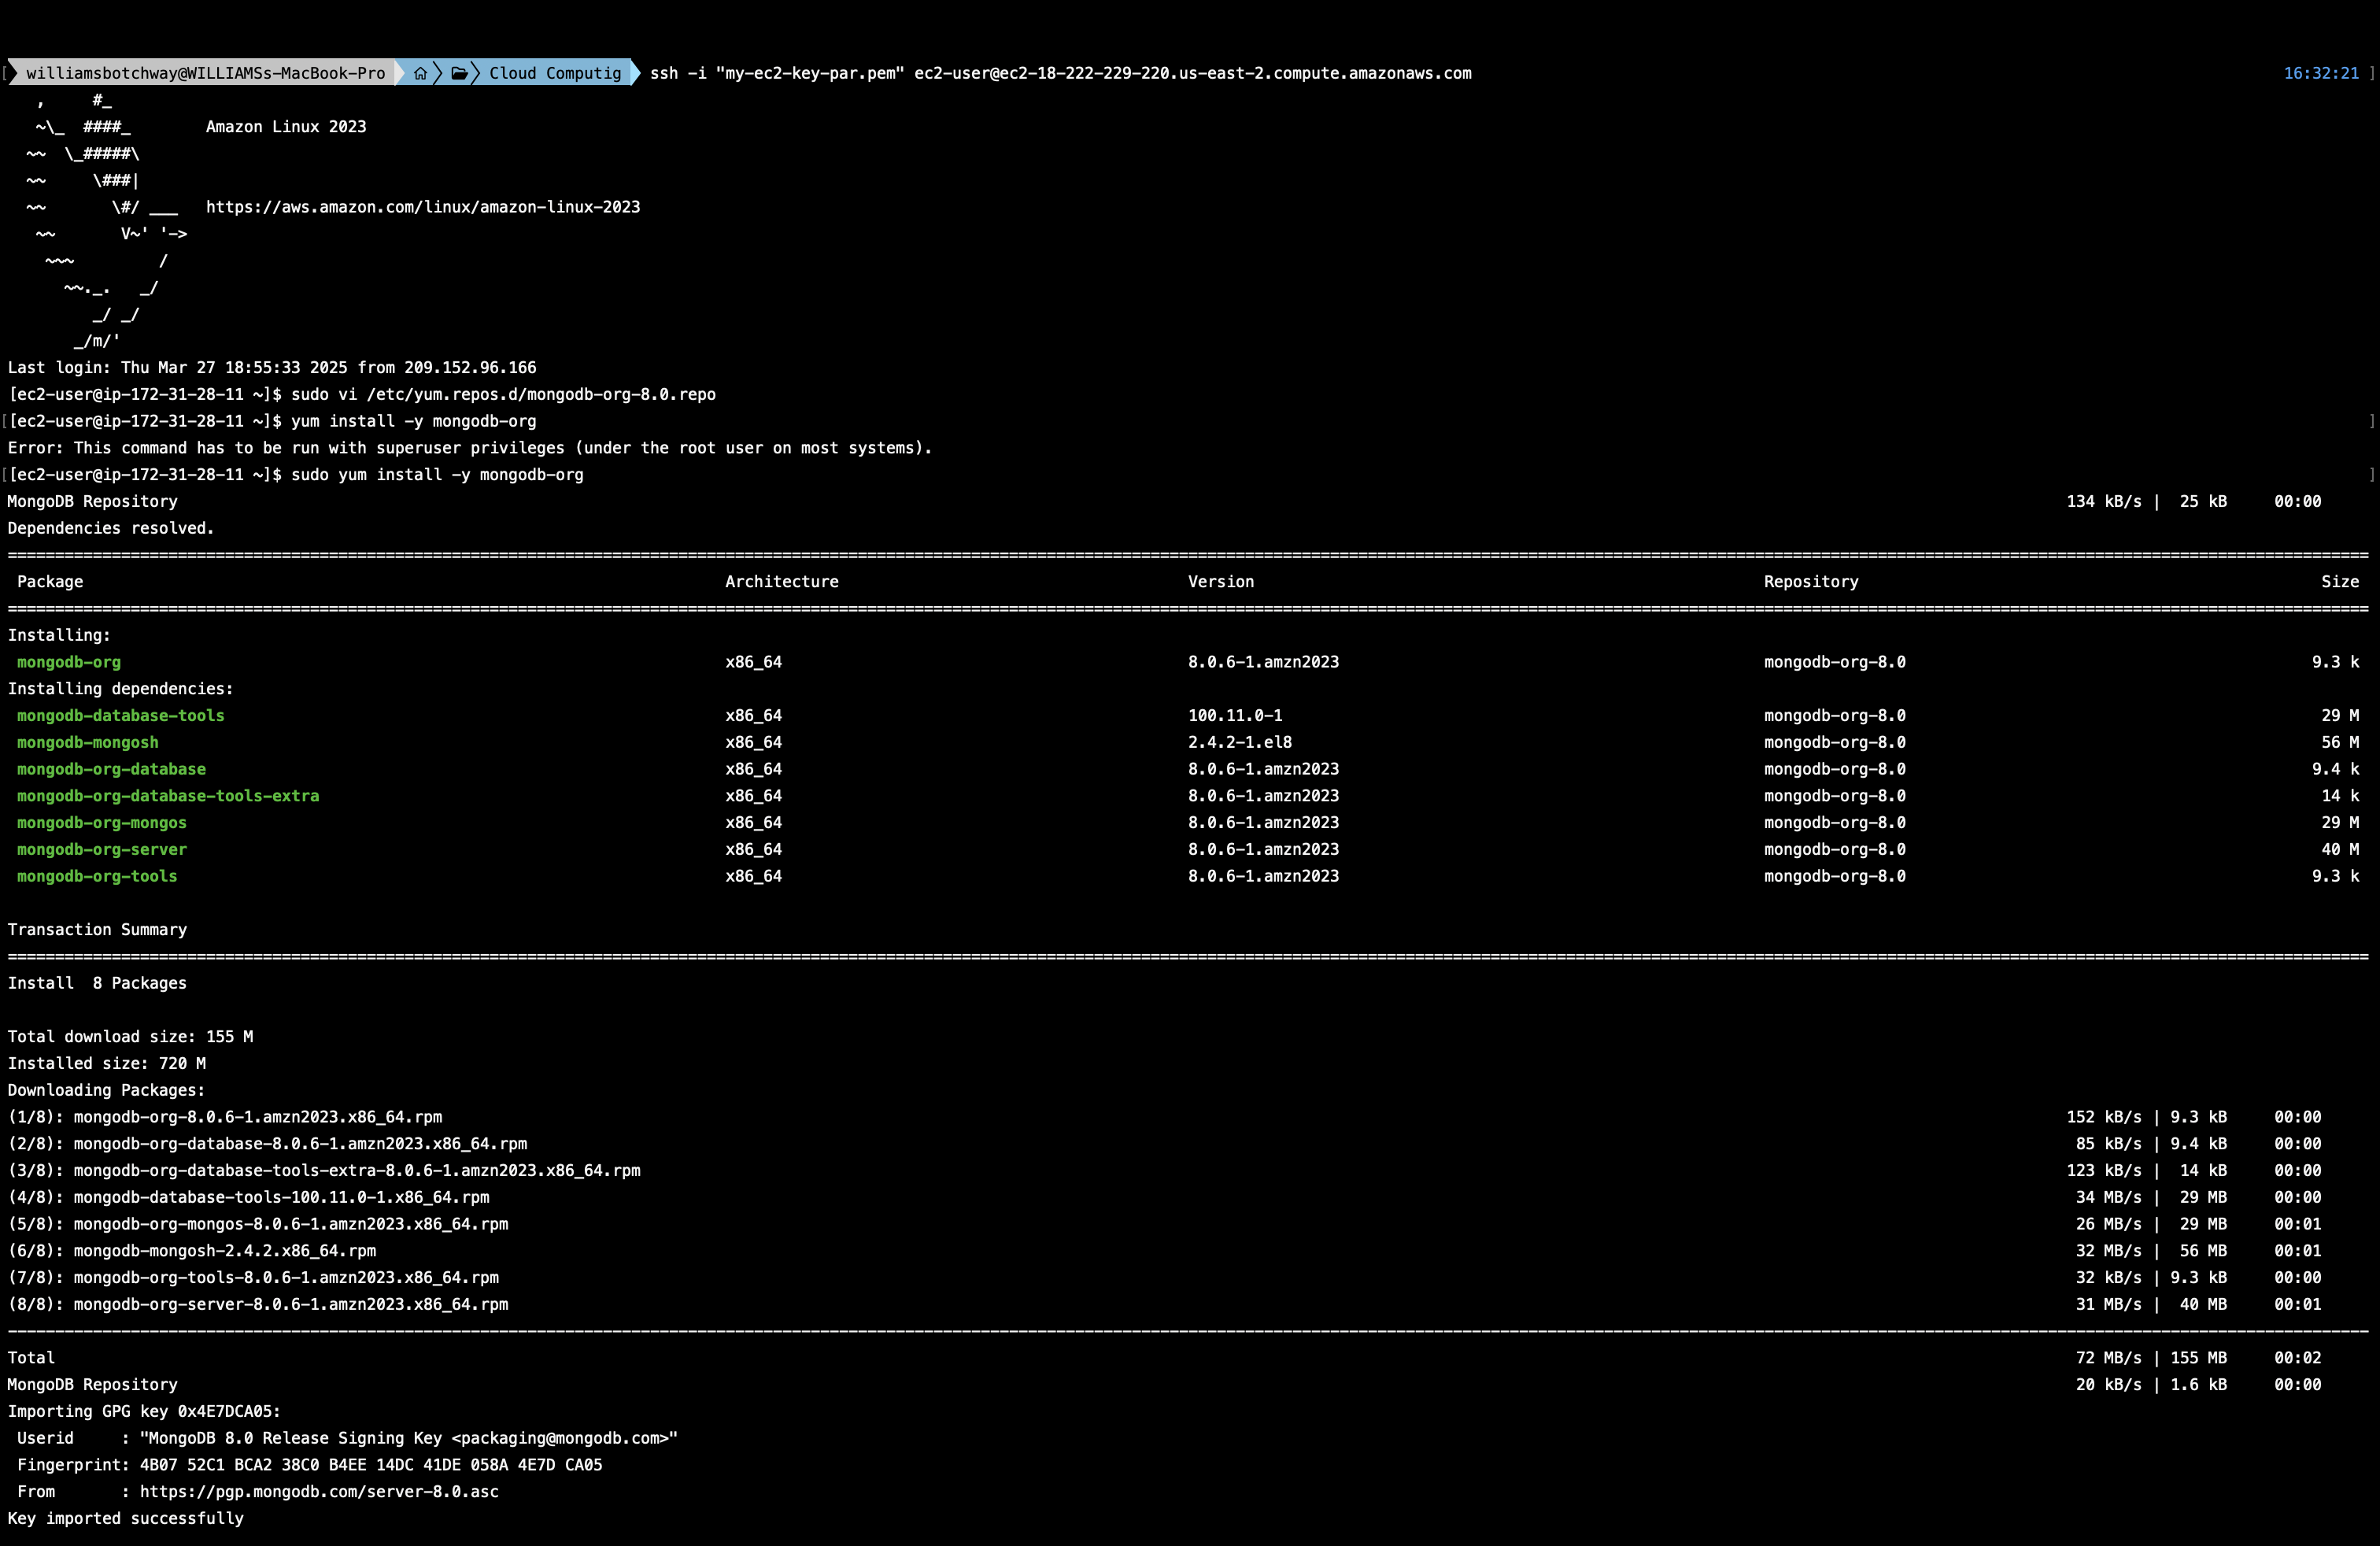 williamsbotchway@WILLIAMSs-MacBook-Pro Cloud Computig ssh -i "my-ec2-key-par.pem" ec2-user@ec2-18-222-229-220.us-east-2.compute.amazonaws.com 16:32:21
   ,     #_
   ~\_  ####_        Amazon Linux 2023
  ~~  \_#####\
  ~~     \###|
  ~~       \#/ ___   https://aws.amazon.com/linux/amazon-linux-2023
   ~~       V~' '->
    ~~~         /
      ~~._.   _/
         _/ _/
       _/m/'
Last login: Thu Mar 27 18:55:33 2025 from 209.152.96.166
[ec2-user@ip-172-31-28-11 ~]$ sudo vi /etc/yum.repos.d/mongodb-org-8.0.repo
[ec2-user@ip-172-31-28-11 ~]$ yum install -y mongodb-org
Error: This command has to be run with superuser privileges (under the root user on most systems).
[ec2-user@ip-172-31-28-11 ~]$ sudo yum install -y mongodb-org
MongoDB Repository 134 kB/s | 25 kB 00:00
Dependencies resolved.
Package Architecture Version Repository Size
Installing:
mongodb-org x86_64 8.0.6-1.amzn2023 mongodb-org-8.0 9.3 k
Installing dependencies:
mongodb-database-tools x86_64 100.11.0-1 mongodb-org-8.0 29 M
mongodb-mongosh x86_64 2.4.2-1.el8 mongodb-org-8.0 56 M
mongodb-org-database x86_64 8.0.6-1.amzn2023 mongodb-org-8.0 9.4 k
mongodb-org-database-tools-extra x86_64 8.0.6-1.amzn2023 mongodb-org-8.0 14 k
mongodb-org-mongos x86_64 8.0.6-1.amzn2023 mongodb-org-8.0 29 M
mongodb-org-server x86_64 8.0.6-1.amzn2023 mongodb-org-8.0 40 M
mongodb-org-tools x86_64 8.0.6-1.amzn2023 mongodb-org-8.0 9.3 k
Transaction Summary
Install  8 Packages
Total download size: 155 M
Installed size: 720 M
Downloading Packages:
(1/8): mongodb-org-8.0.6-1.amzn2023.x86_64.rpm 152 kB/s | 9.3 kB 00:00
(2/8): mongodb-org-database-8.0.6-1.amzn2023.x86_64.rpm 85 kB/s | 9.4 kB 00:00
(3/8): mongodb-org-database-tools-extra-8.0.6-1.amzn2023.x86_64.rpm 123 kB/s | 14 kB 00:00
(4/8): mongodb-database-tools-100.11.0-1.x86_64.rpm 34 MB/s | 29 MB 00:00
(5/8): mongodb-org-mongos-8.0.6-1.amzn2023.x86_64.rpm 26 MB/s | 29 MB 00:01
(6/8): mongodb-mongosh-2.4.2.x86_64.rpm 32 MB/s | 56 MB 00:01
(7/8): mongodb-org-tools-8.0.6-1.amzn2023.x86_64.rpm 32 kB/s | 9.3 kB 00:00
(8/8): mongodb-org-server-8.0.6-1.amzn2023.x86_64.rpm 31 MB/s | 40 MB 00:01
Total 72 MB/s | 155 MB 00:02
MongoDB Repository 20 kB/s | 1.6 kB 00:00
Importing GPG key 0x4E7DCA05:
 Userid     : "MongoDB 8.0 Release Signing Key <packaging@mongodb.com>"
 Fingerprint: 4B07 52C1 BCA2 38C0 B4EE 14DC 41DE 058A 4E7D CA05
 From       : https://pgp.mongodb.com/server-8.0.asc
Key imported successfully